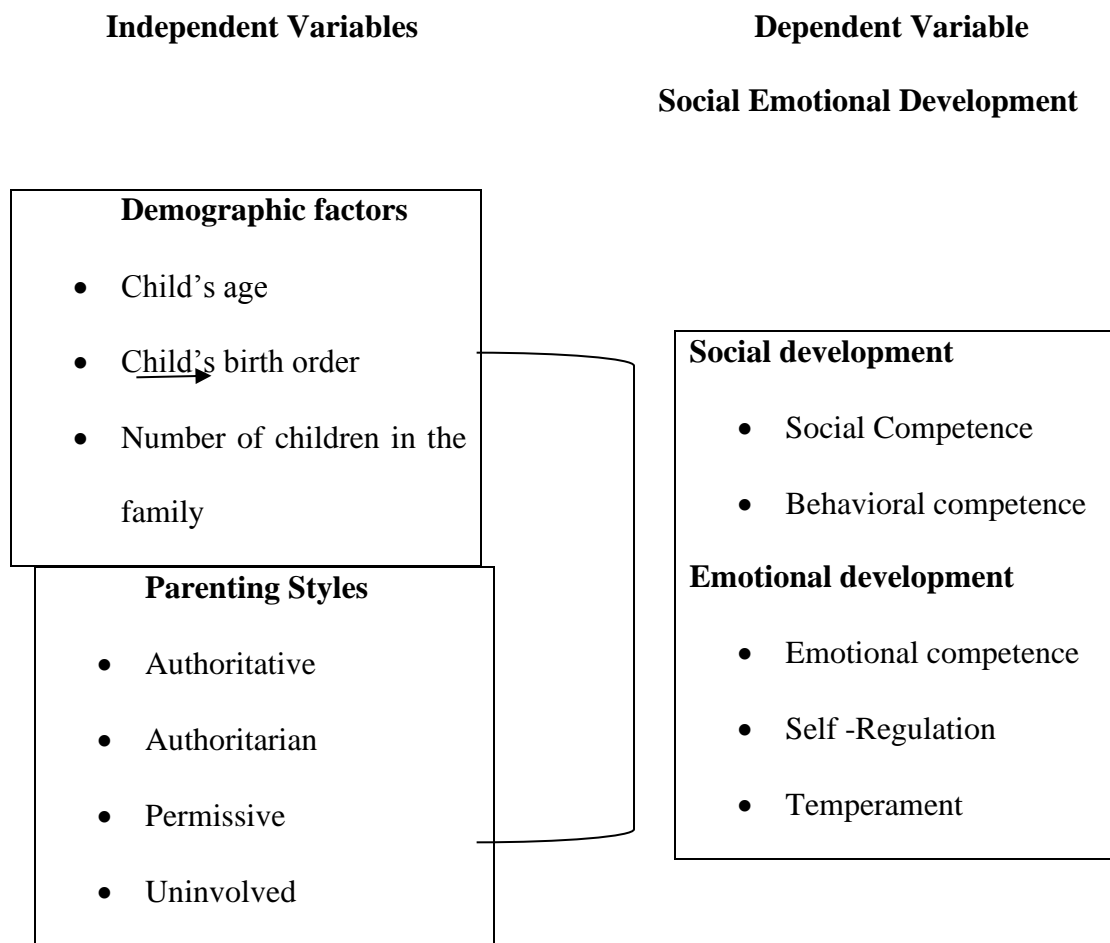 Independent Variables
Dependent Variable
Social Emotional Development
Demographic factors
• Child’s age
• Child’s birth order
• Number of children in the
family
Parenting Styles
• Authoritative
• Authoritarian
• Permissive
• Uninvolved
Social development
• Social Competence
• Behavioral competence
Emotional development
• Emotional competence
• Self -Regulation
• Temperament